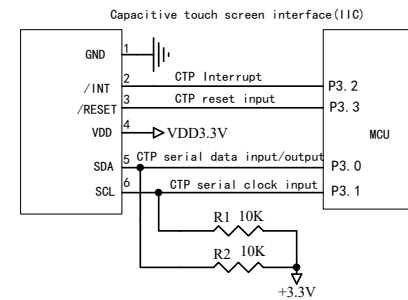 Capacitive touch screen interface(IIC)
GND 1
/INT 2 CTP Interrupt P3.2
/RESET 3 CTP reset input P3.3
VDD 4 VDD3.3V MCU
SDA 5 CTP serial data input/output P3.0
SCL 6 CTP serial clock input P3.1
R1 10K
R2 10K
+3.3V